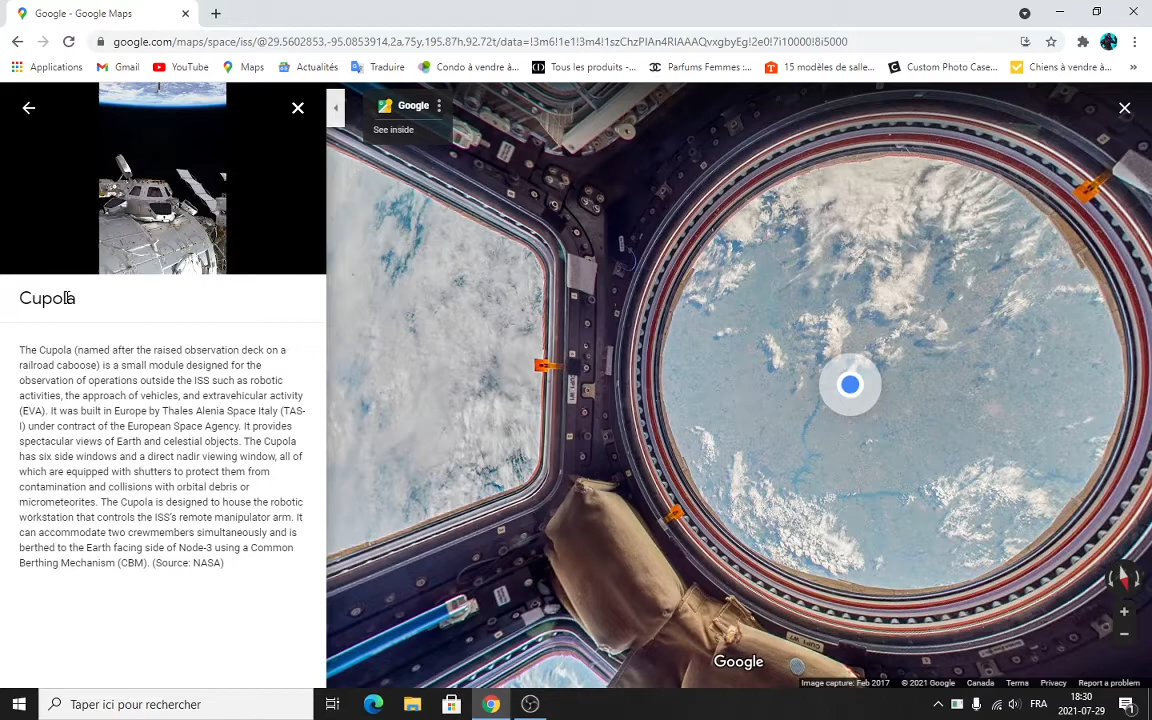 Google - Google Maps
google.com/maps/space/iss/@29.5602853,-95.0853914,2a,75y,195.87h,92.72t/data=!3m6!1e1!3m4!1szChzPIAn4RIAAAQvxgbyEg!2e0!7i10000!8i5000
Applications Gmail YouTube Maps Actualités Traduire Condo à vendre à... Tous les produits -... Parfums Femmes :... 15 modèles de salle... Custom Photo Case... Chiens à vendre à... »
Google
See inside
Cupola
The Cupola (named after the raised observation deck on a
railroad caboose) is a small module designed for the
observation of operations outside the ISS such as robotic
activities, the approach of vehicles, and extravehicular activity
(EVA). It was built in Europe by Thales Alenia Space Italy (TAS-
I) under contract of the European Space Agency. It provides
spectacular views of Earth and celestial objects. The Cupola
has six side windows and a direct nadir viewing window, all of
which are equipped with shutters to protect them from
contamination and collisions with orbital debris or
micrometeorites. The Cupola is designed to house the robotic
workstation that controls the ISS's remote manipulator arm. It
can accommodate two crewmembers simultaneously and is
berthed to the Earth facing side of Node-3 using a Common
Berthing Mechanism (CBM). (Source: NASA)
Google
Image capture: Feb 2017 © 2021 Google Canada Terms Privacy Report a problem
Taper ici pour rechercher
FRA
18:30
2021-07-29
1